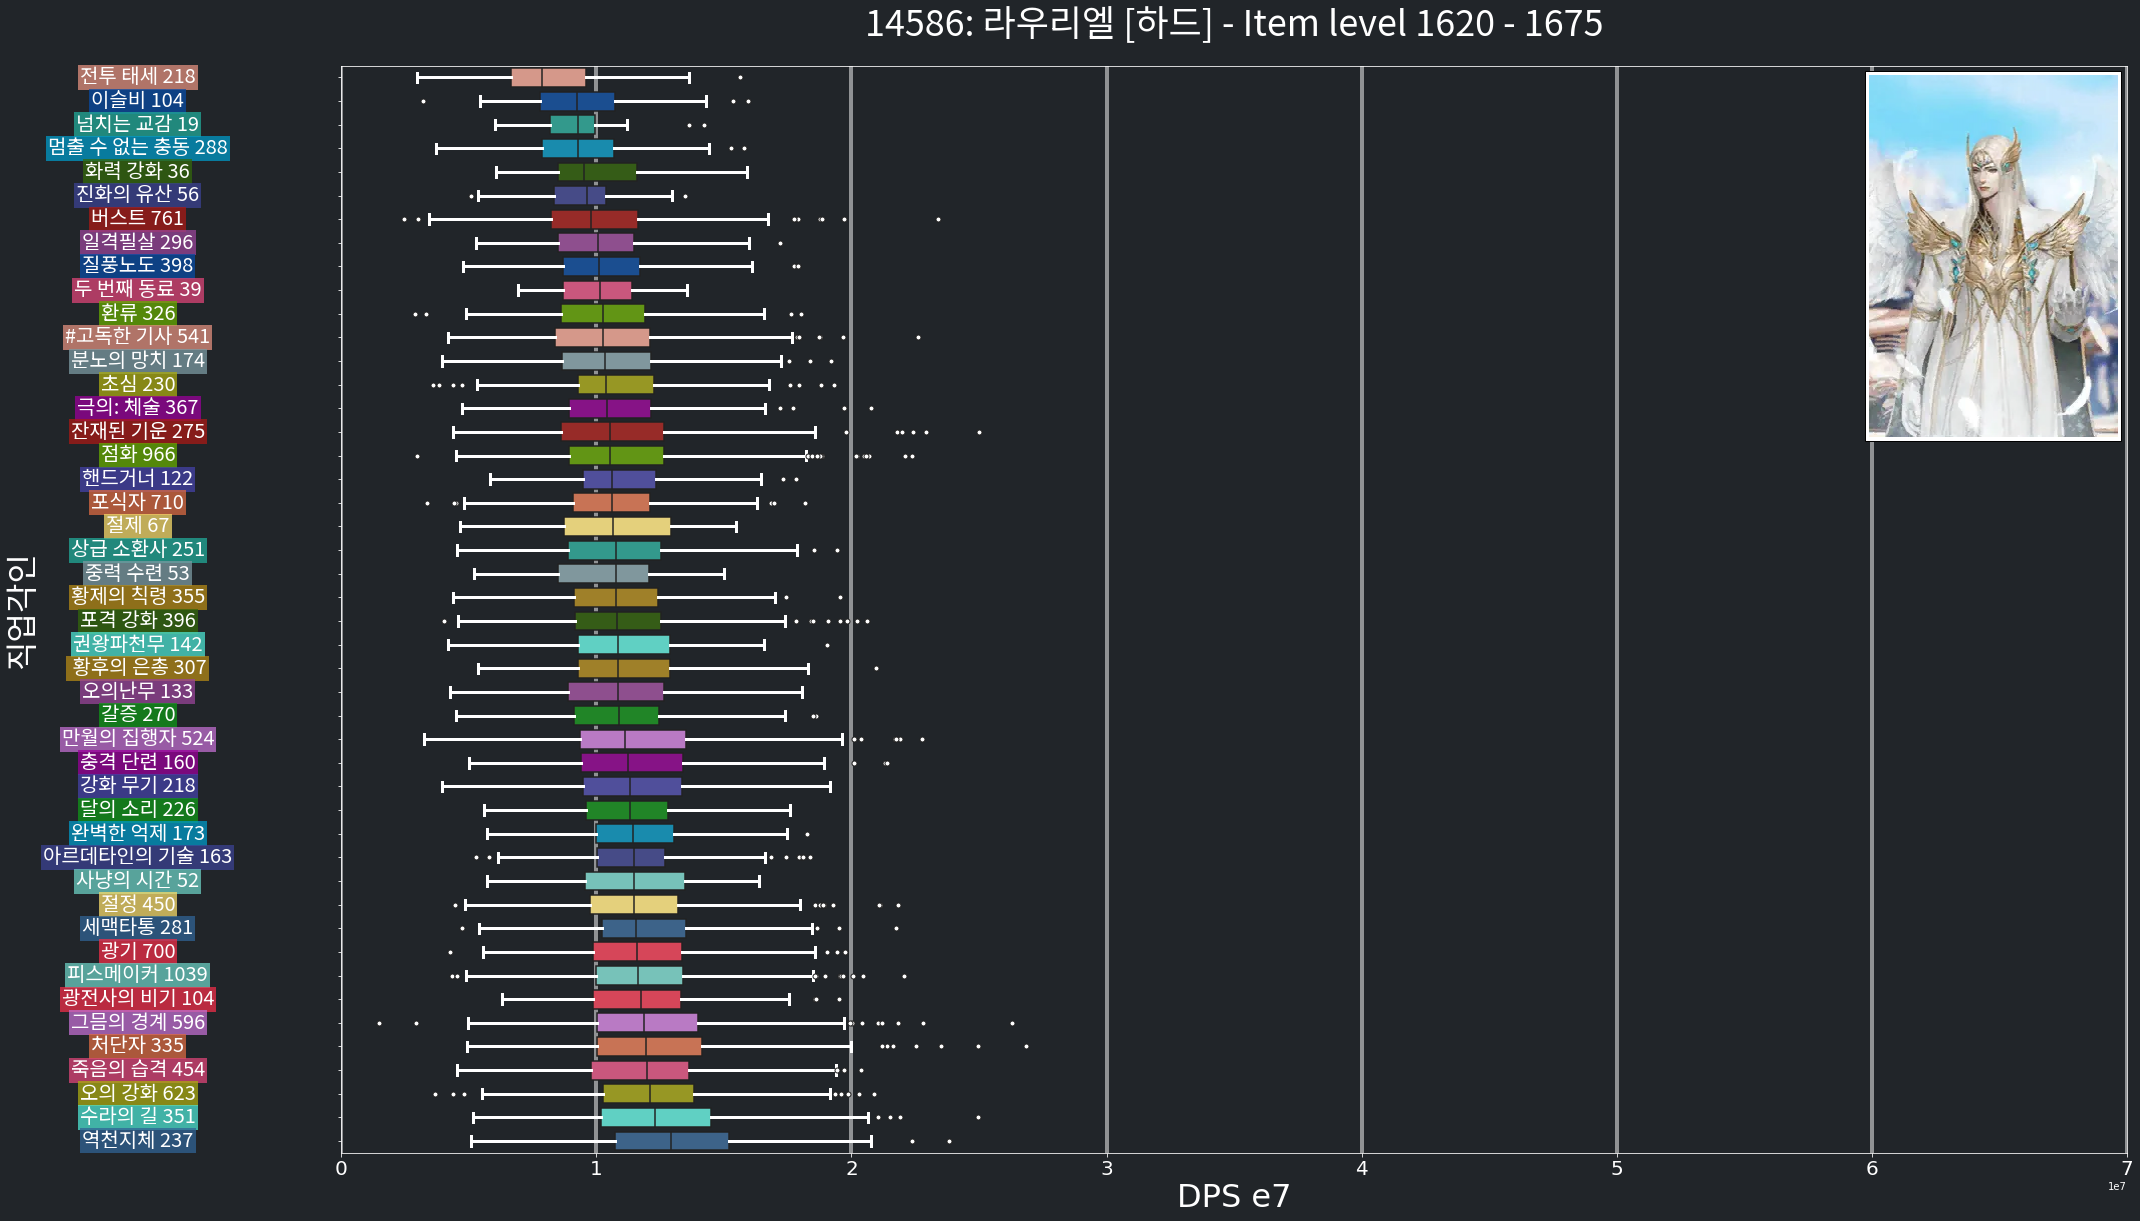 14586: 라우리엘 [하드] - Item level 1620 - 1675
전투 태세 218
이슬비 104
넘치는 교감 19
멈출 수 없는 충동 288
화력 강화 36
진화의 유산 56
버스트 761
일격필살 296
질풍노도 398
두 번째 동료 39
환류 326
#고독한 기사 541
분노의 망치 174
초심 230
극의: 체술 367
잔재된 기운 275
점화 966
핸드거너 122
포식자 710
절제 67
상급 소환사 251
중력 수련 53
황제의 칙령 355
포격 강화 396
권왕파천무 142
황후의 은총 307
오의난무 133
갈증 270
만월의 집행자 524
충격 단련 160
강화 무기 218
달의 소리 226
완벽한 억제 173
아르데타인의 기술 163
사냥의 시간 52
절정 450
세맥타통 281
광기 700
피스메이커 1039
광전사의 비기 104
그믐의 경계 596
처단자 335
죽음의 습격 454
오의 강화 623
수라의 길 351
역천지체 237
직업각인
0 1 2 3 4 5 6 7
DPS e7
1e7